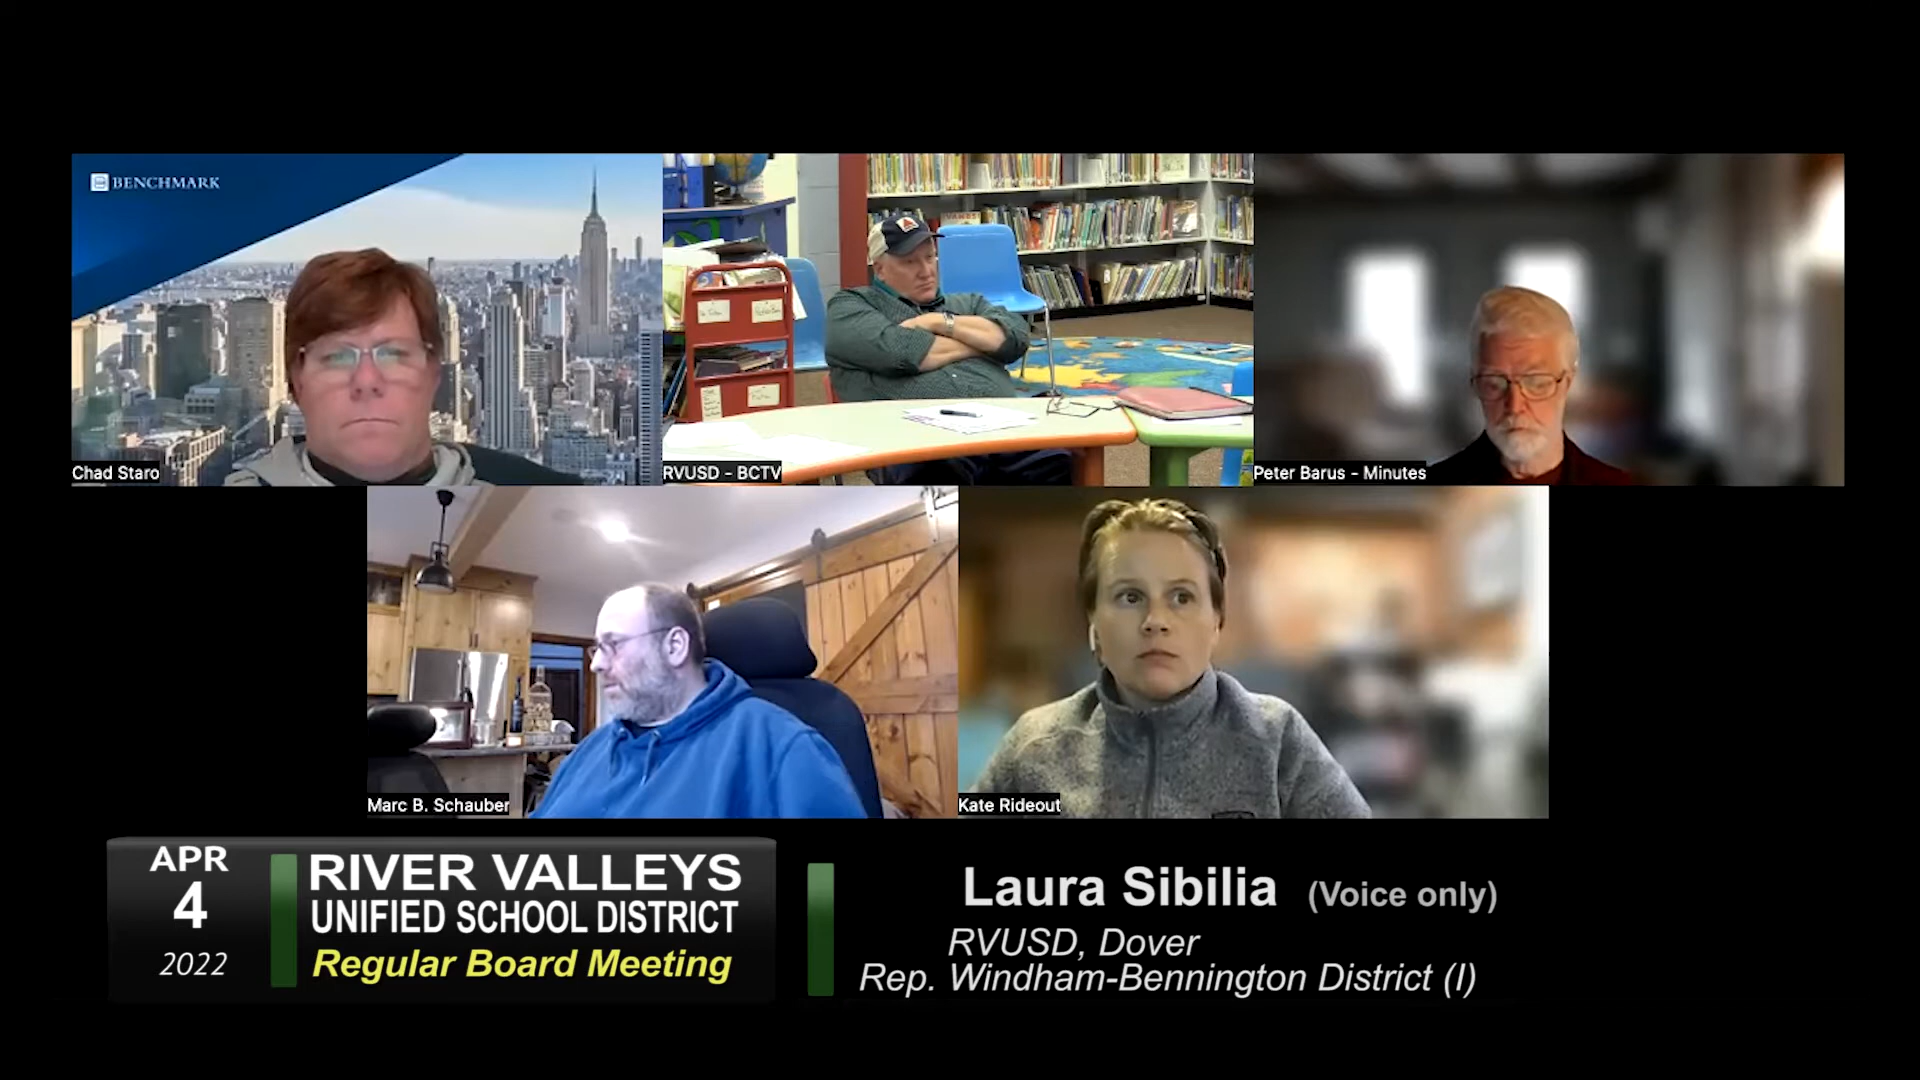 BENCHMARK
Chad Staro
RVUSD - BCTV
Peter Barus - Minutes
Marc B. Schauber
Kate Rideout
APR
4
2022
RIVER VALLEYS
UNIFIED SCHOOL DISTRICT
Regular Board Meeting
Laura Sibilia (Voice only)
RVUSD, Dover
Rep. Windham-Bennington District (I)